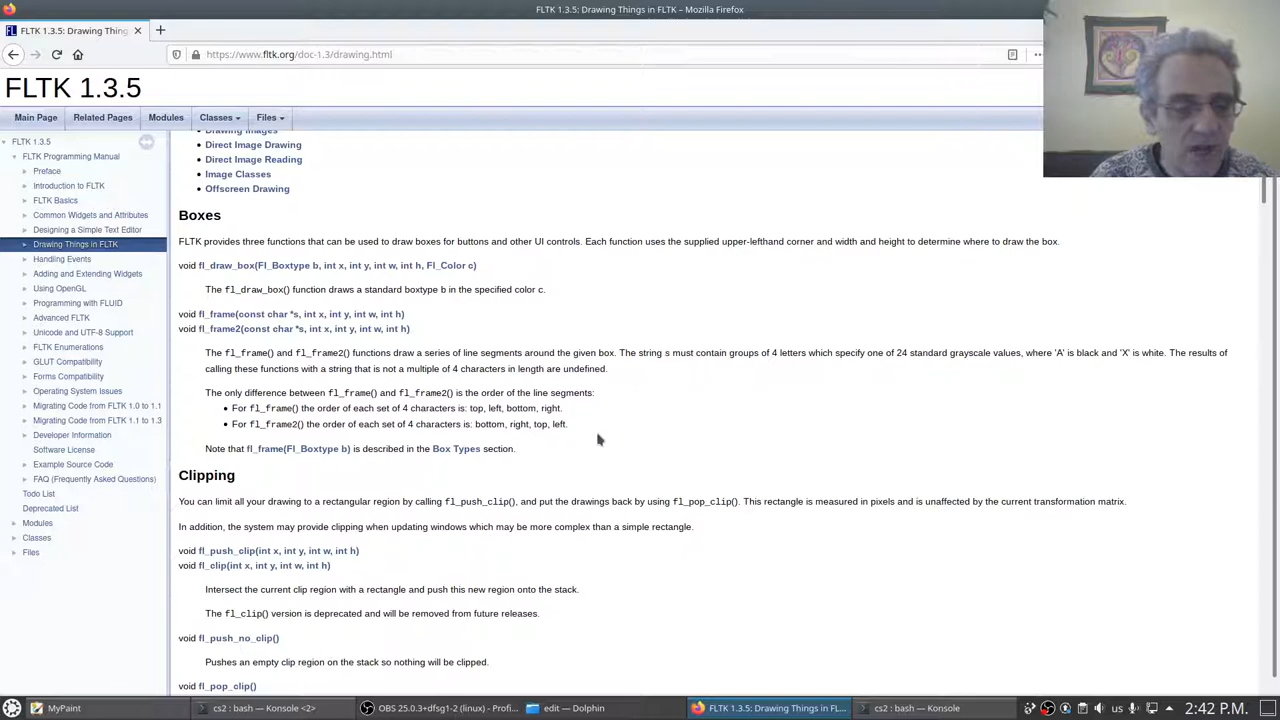 FLTK 1.3.5: Drawing Things in FLTK – Mozilla Firefox
FLTK 1.3.5: Drawing Thing
https://www.fltk.org/doc-1.3/drawing.html
FLTK 1.3.5
Main Page
Related Pages
Modules
Classes
Files
FLTK 1.3.5
FLTK Programming Manual
Preface
Introduction to FLTK
FLTK Basics
Common Widgets and Attributes
Designing a Simple Text Editor
Drawing Things in FLTK
Handling Events
Adding and Extending Widgets
Using OpenGL
Programming with FLUID
Advanced FLTK
Unicode and UTF-8 Support
FLTK Enumerations
GLUT Compatibility
Forms Compatibility
Operating System Issues
Migrating Code from FLTK 1.0 to 1.1
Migrating Code from FLTK 1.1 to 1.3
Developer Information
Software License
Example Source Code
FAQ (Frequently Asked Questions)
Todo List
Deprecated List
Modules
Classes
Files
Drawing Images
Direct Image Drawing
Direct Image Reading
Image Classes
Offscreen Drawing
Boxes
FLTK provides three functions that can be used to draw boxes for buttons and other UI controls. Each function uses the supplied upper-lefthand corner and width and height to determine where to draw the box.
void fl_draw_box(Fl_Boxtype b, int x, int y, int w, int h, Fl_Color c)
The fl_draw_box() function draws a standard boxtype b in the specified color c.
void fl_frame(const char *s, int x, int y, int w, int h)
void fl_frame2(const char *s, int x, int y, int w, int h)
The fl_frame() and fl_frame2() functions draw a series of line segments around the given box. The string s must contain groups of 4 letters which specify one of 24 standard grayscale values, where 'A' is black and 'X' is white. The results of
calling these functions with a string that is not a multiple of 4 characters in length are undefined.
The only difference between fl_frame() and fl_frame2() is the order of the line segments:
For fl_frame() the order of each set of 4 characters is: top, left, bottom, right.
For fl_frame2() the order of each set of 4 characters is: bottom, right, top, left.
Note that fl_frame(Fl_Boxtype b) is described in the Box Types section.
Clipping
You can limit all your drawing to a rectangular region by calling fl_push_clip(), and put the drawings back by using fl_pop_clip(). This rectangle is measured in pixels and is unaffected by the current transformation matrix.
In addition, the system may provide clipping when updating windows which may be more complex than a simple rectangle.
void fl_push_clip(int x, int y, int w, int h)
void fl_clip(int x, int y, int w, int h)
Intersect the current clip region with a rectangle and push this new region onto the stack.
The fl_clip() version is deprecated and will be removed from future releases.
void fl_push_no_clip()
Pushes an empty clip region on the stack so nothing will be clipped.
void fl_pop_clip()
MyPaint
cs2 : bash — Konsole <2>
OBS 25.0.3+dfsg1-2 (linux) - Profi...
edit — Dolphin
FLTK 1.3.5: Drawing Things in FL...
cs2 : bash — Konsole
us
2:42 P.M.